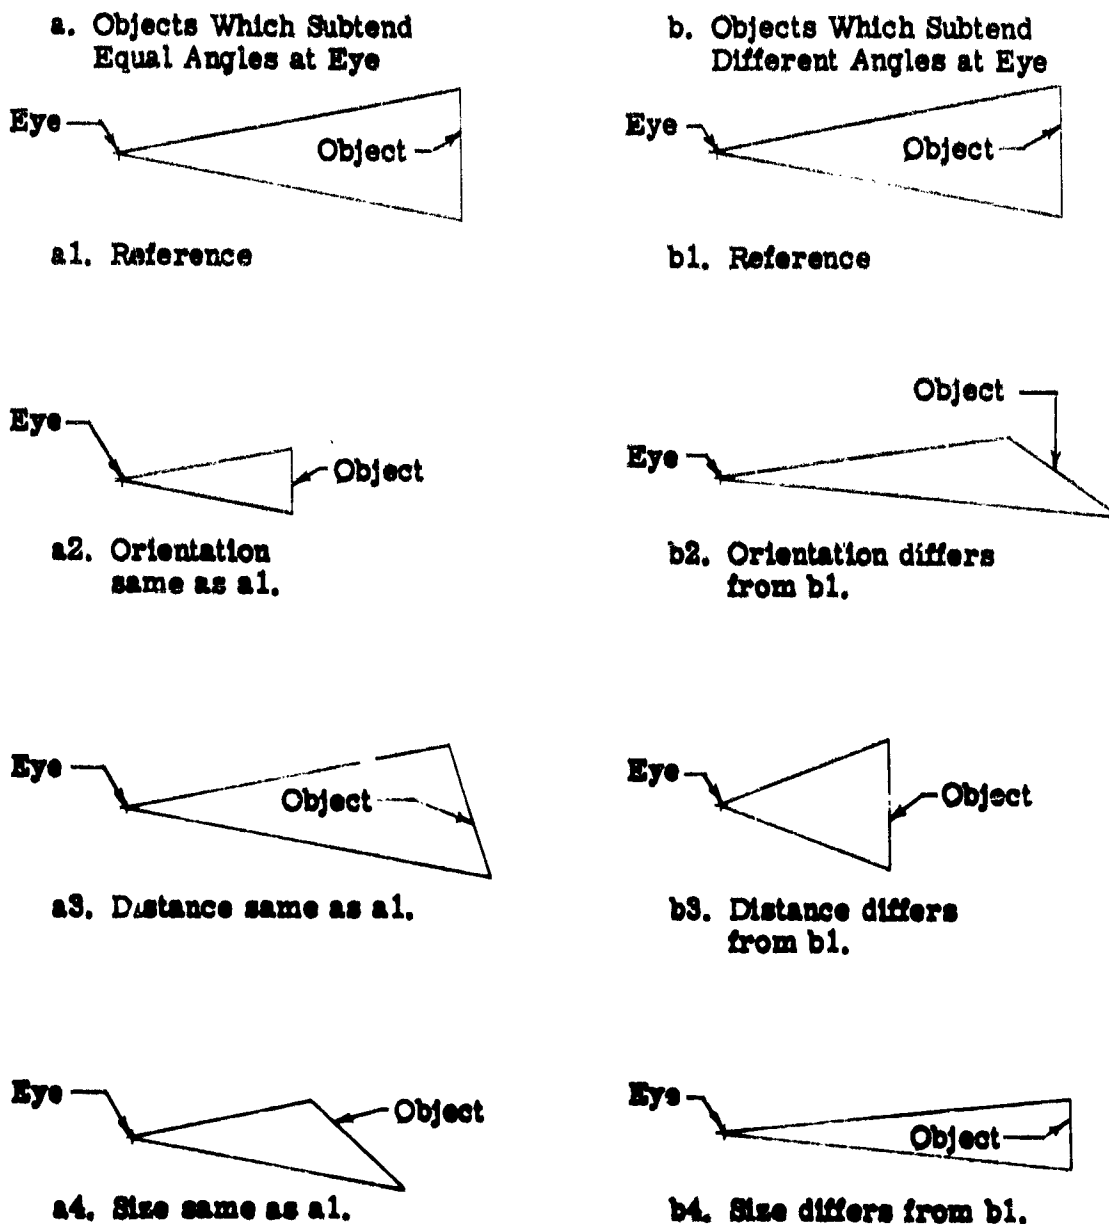 a. Objects Which Subtend
Equal Angles at Eye
Eye
Object
a1. Reference
Eye
Object
a2. Orientation
same as a1.
Eye
Object
a3. Distance same as a1.
Eye
Object
a4. Size same as a1.
b. Objects Which Subtend
Different Angles at Eye
Eye
Object
b1. Reference
Object
Eye
b2. Orientation differs
from b1.
Eye
Object
b3. Distance differs
from b1.
Eye
Object
b4. Size differs from b1.